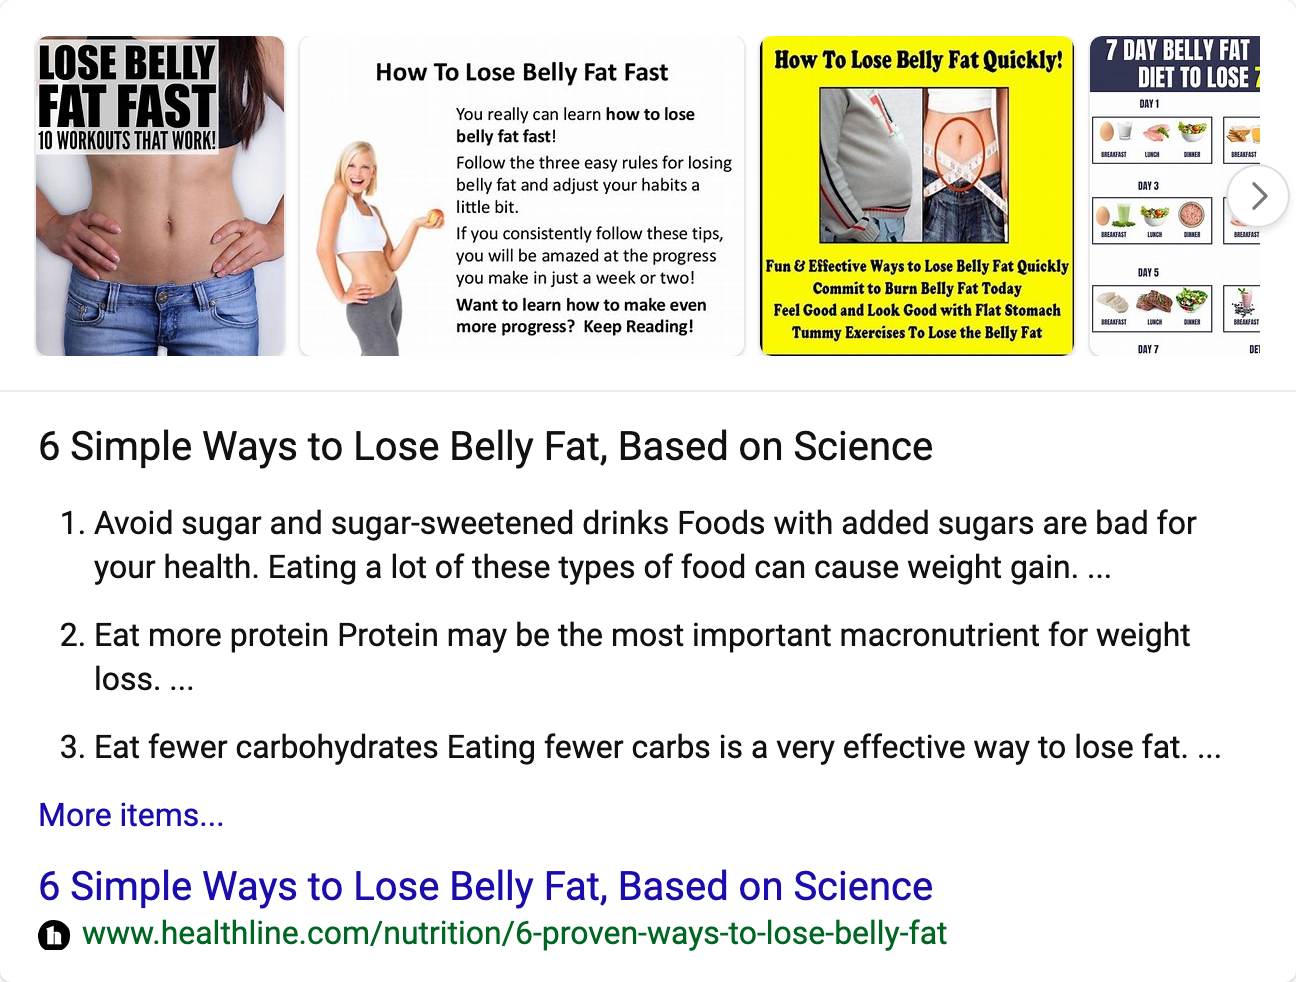 LOSE BELLY
FAT FAST
10 WORKOUTS THAT WORK!
How To Lose Belly Fat Fast
You really can learn how to lose
belly fat fast!
Follow the three easy rules for losing
belly fat and adjust your habits a
little bit.
If you consistently follow these tips,
you will be amazed at the progress
you make in just a week or two!
Want to learn how to make even
more progress? Keep Reading!
How To Lose Belly Fat Quickly!
Fun & Effective Ways to Lose Belly Fat Quickly
Commit to Burn Belly Fat Today
Feel Good and Look Good with Flat Stomach
Tummy Exercises To Lose the Belly Fat
7 DAY BELLY FAT
DIET TO LOSE 7
DAY 1
BREAKFAST LUNCH DINNER BREAKFAST
DAY 3
BREAKFAST LUNCH DINNER BREAKFAST
DAY 5
BREAKFAST LUNCH DINNER BREAKFAST
DAY 7 DET
6 Simple Ways to Lose Belly Fat, Based on Science
1. Avoid sugar and sugar-sweetened drinks Foods with added sugars are bad for
your health. Eating a lot of these types of food can cause weight gain. ...
2. Eat more protein Protein may be the most important macronutrient for weight
loss. ...
3. Eat fewer carbohydrates Eating fewer carbs is a very effective way to lose fat. ...
More items...
6 Simple Ways to Lose Belly Fat, Based on Science
h www.healthline.com/nutrition/6-proven-ways-to-lose-belly-fat